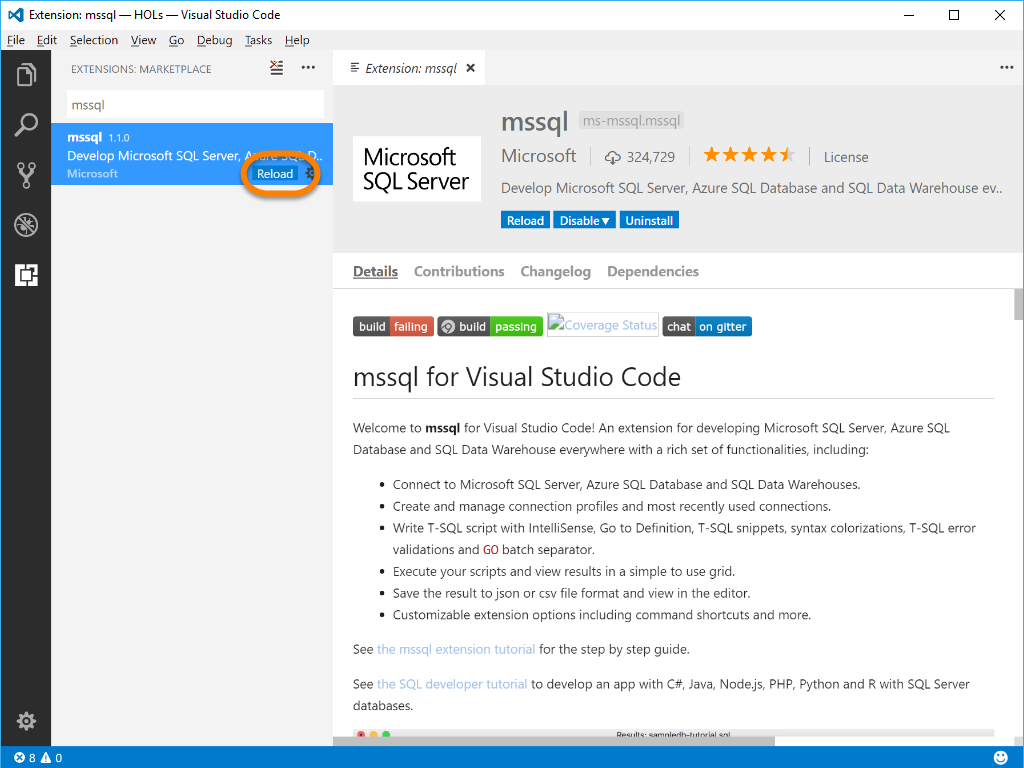 Extension: mssql — HOLs — Visual Studio Code
File Edit Selection View Go Debug Tasks Help
EXTENSIONS: MARKETPLACE
mssql
mssql 1.1.0
Develop Microsoft SQL Server, Azure SQL D..
Microsoft
Reload
Extension: mssql
Microsoft
SQL Server
mssql ms-mssql.mssql
Microsoft 324,729 License
Develop Microsoft SQL Server, Azure SQL Database and SQL Data Warehouse ev..
Reload Disable▼ Uninstall
Details Contributions Changelog Dependencies
build failing build passing Coverage Status chat on gitter
mssql for Visual Studio Code
Welcome to mssql for Visual Studio Code! An extension for developing Microsoft SQL Server, Azure SQL
Database and SQL Data Warehouse everywhere with a rich set of functionalities, including:
• Connect to Microsoft SQL Server, Azure SQL Database and SQL Data Warehouses.
• Create and manage connection profiles and most recently used connections.
• Write T-SQL script with IntelliSense, Go to Definition, T-SQL snippets, syntax colorizations, T-SQL error
validations and GO batch separator.
• Execute your scripts and view results in a simple to use grid.
• Save the result to json or csv file format and view in the editor.
• Customizable extension options including command shortcuts and more.
See the mssql extension tutorial for the step by step guide.
See the SQL developer tutorial to develop an app with C#, Java, Node.js, PHP, Python and R with SQL Server
databases.
Results: sampledb-tutorial.sql
8 0